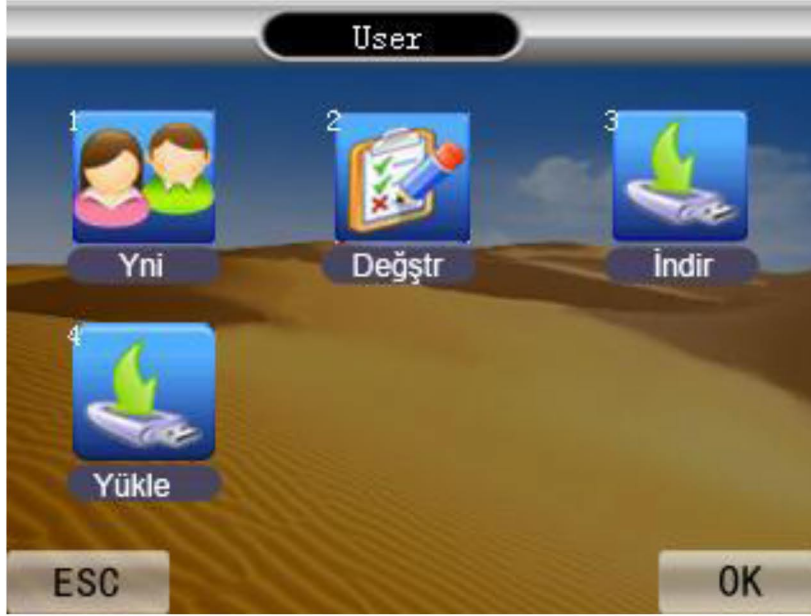 User
1
2
3
Yni
Değştr
İndir
4
Yükle
ESC
OK